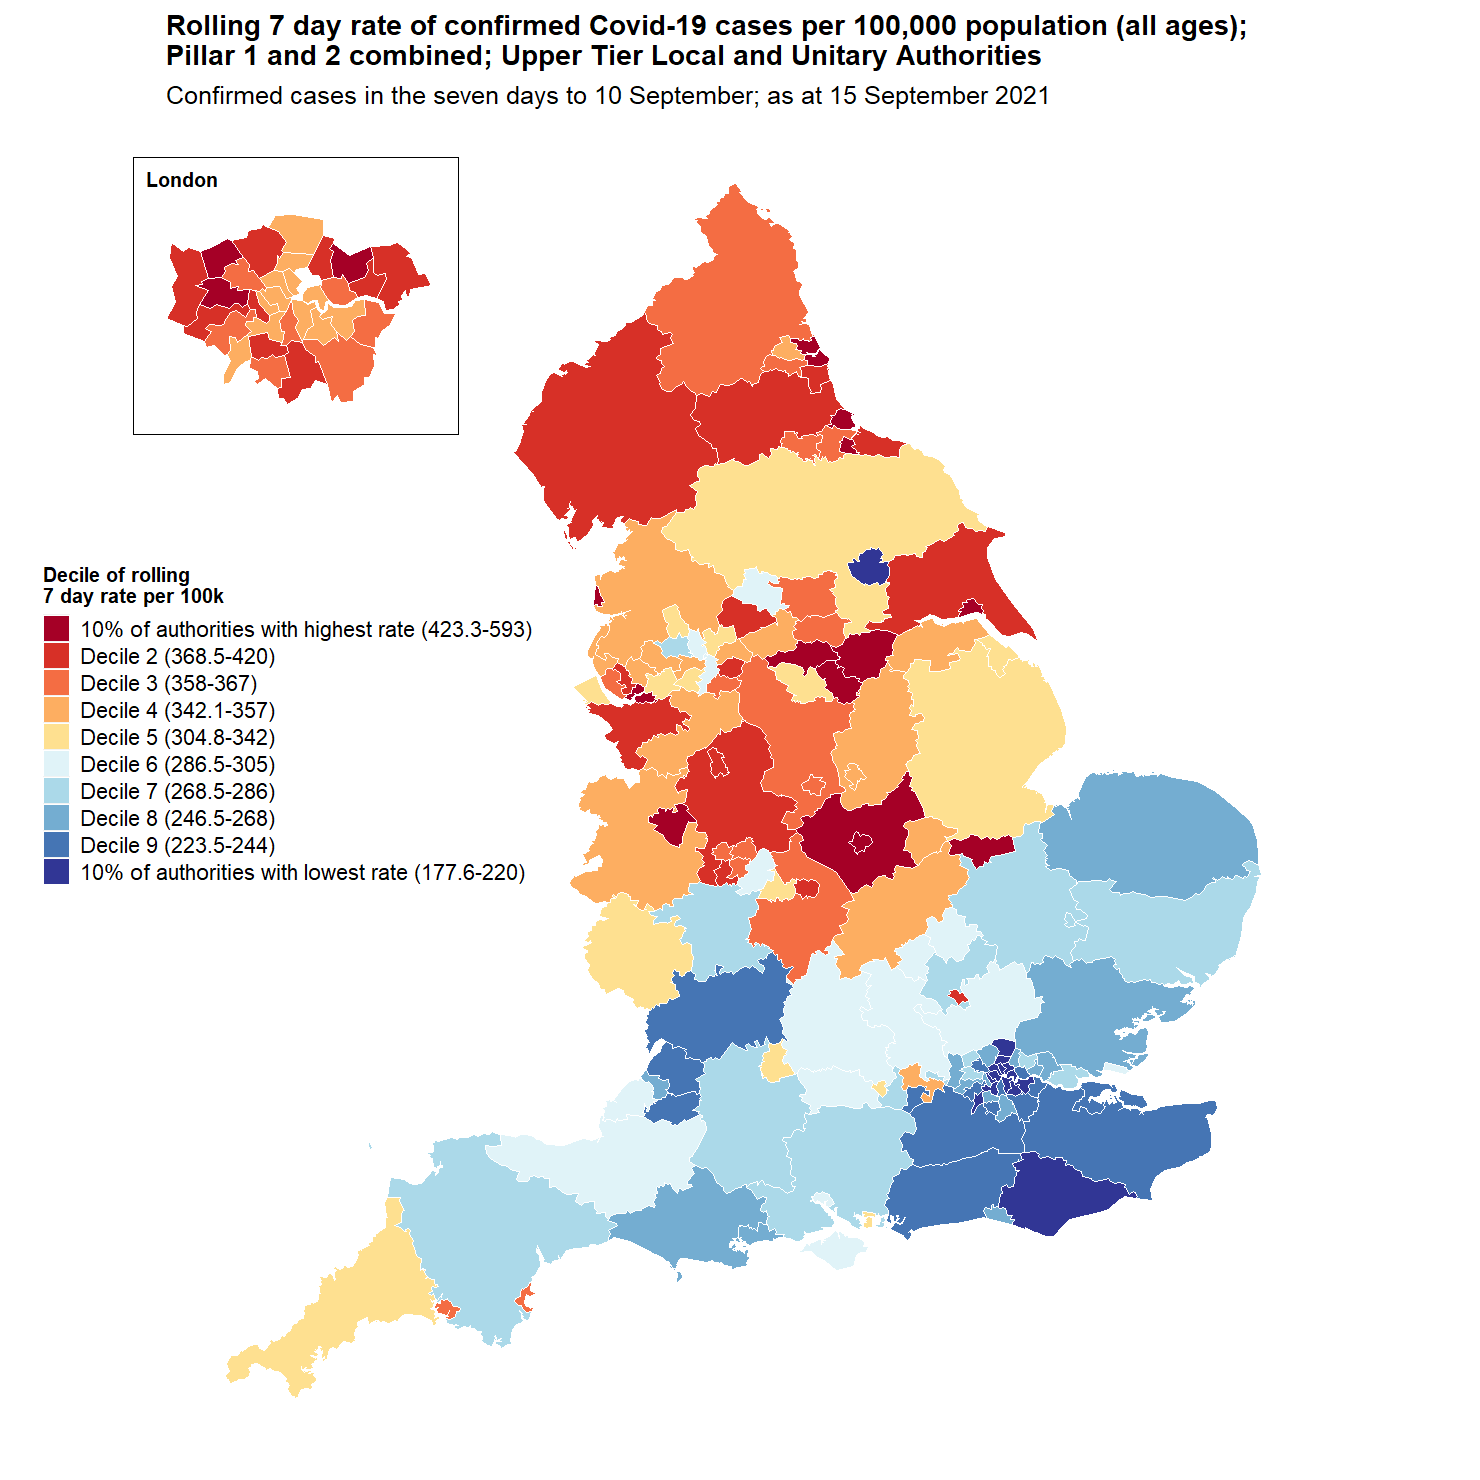 Rolling 7 day rate of confirmed Covid-19 cases per 100,000 population (all ages);
Pillar 1 and 2 combined; Upper Tier Local and Unitary Authorities
Confirmed cases in the seven days to 10 September; as at 15 September 2021
London
Decile of rolling
7 day rate per 100k
10% of authorities with highest rate (423.3-593)
Decile 2 (368.5-420)
Decile 3 (358-367)
Decile 4 (342.1-357)
Decile 5 (304.8-342)
Decile 6 (286.5-305)
Decile 7 (268.5-286)
Decile 8 (246.5-268)
Decile 9 (223.5-244)
10% of authorities with lowest rate (177.6-220)